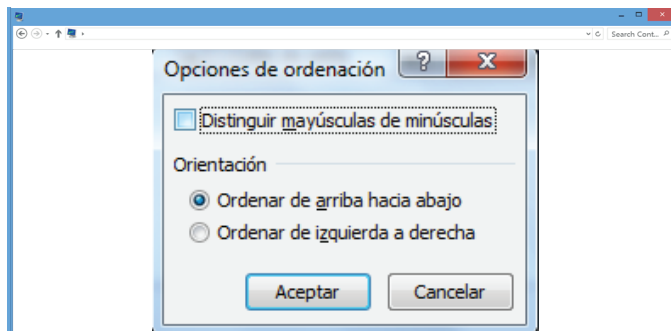 Search Cont...
Opciones de ordenación
Distinguir mayúsculas de minúsculas
Orientación
Ordenar de arriba hacia abajo
Ordenar de izquierda a derecha
Aceptar Cancelar